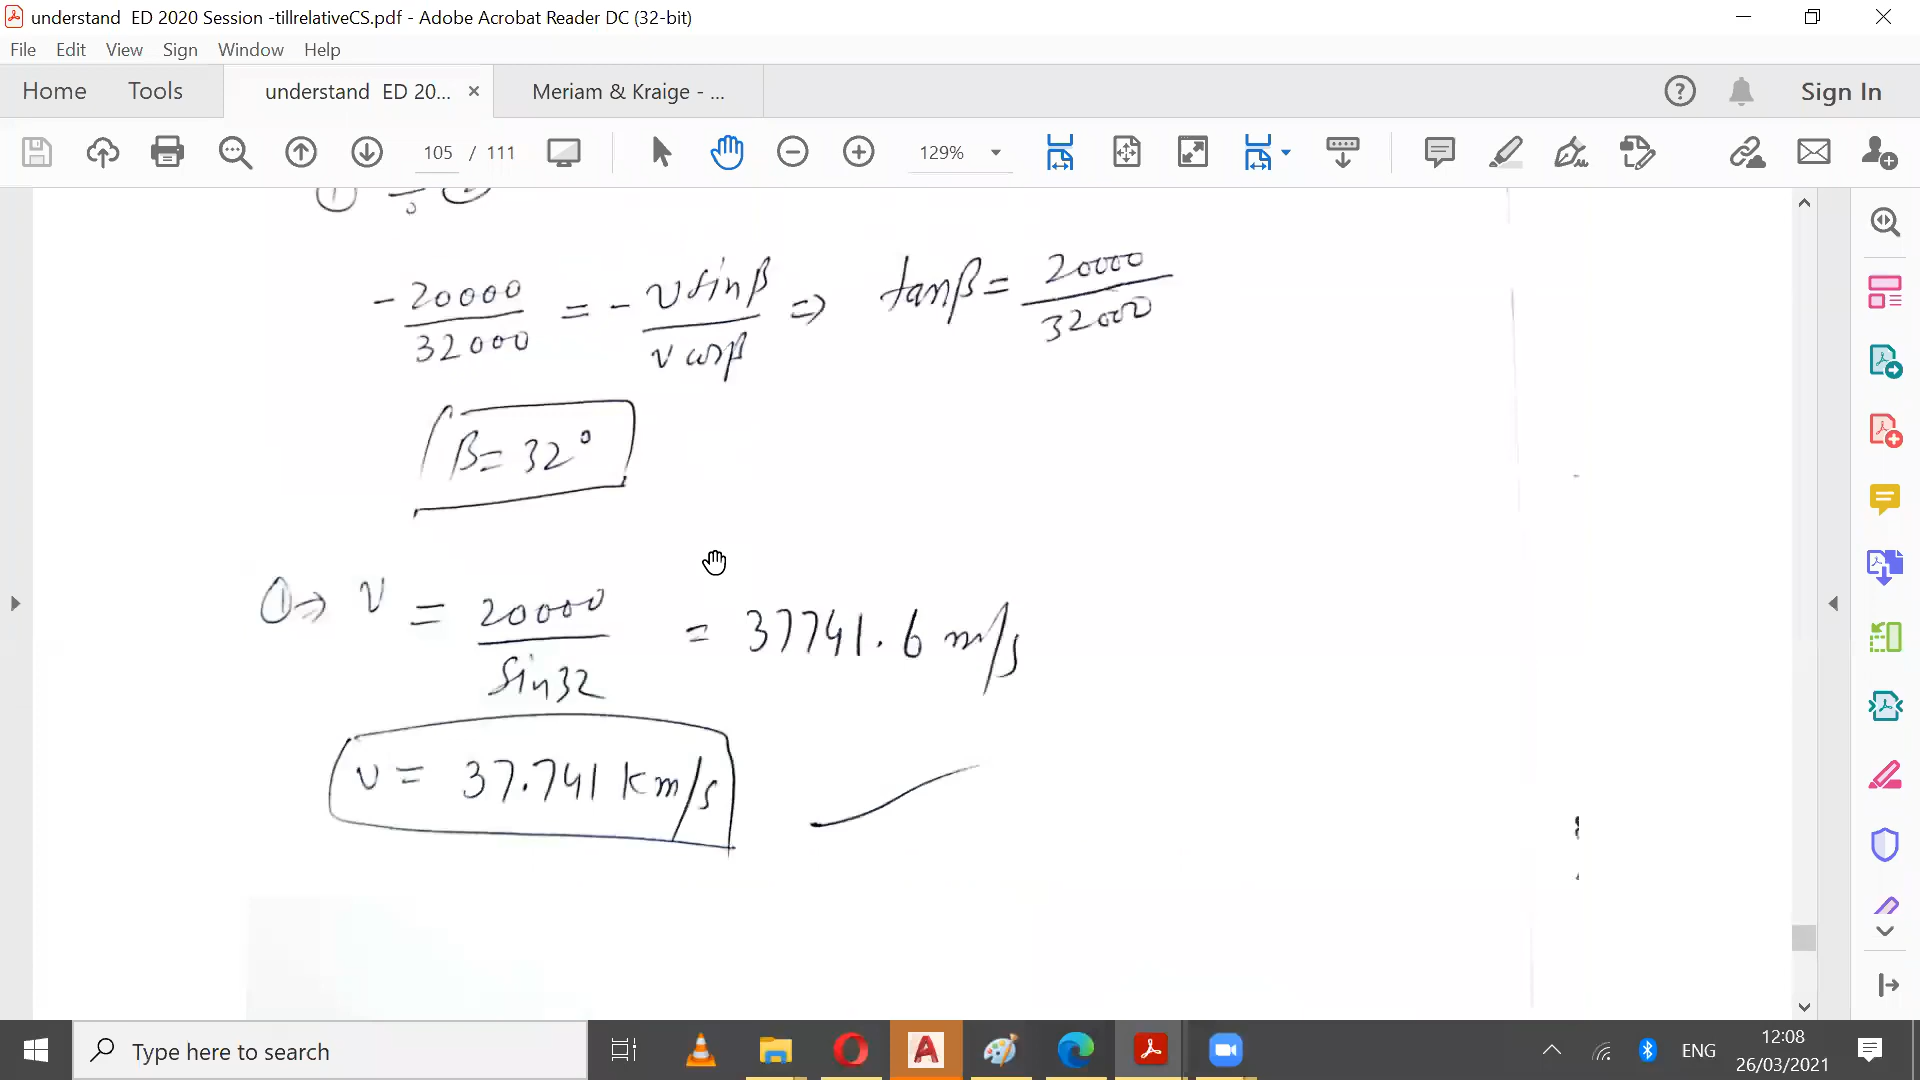 understand ED 2020 Session -tillrelativeCS.pdf - Adobe Acrobat Reader DC (32-bit)
File Edit View Sign Window Help
Home Tools understand ED 20... × Meriam & Kraige - ... Sign In
105 / 111 129%
① ÷ ②
-20000/32000 = - v sinβ / v cosβ ⇒ tanβ = 20000/32000
β = 32°
① ⇒ v = 20000/Sin32 = 37741.6 m/s
v = 37.741 Km/s
Type here to search
ENG
12:08
26/03/2021